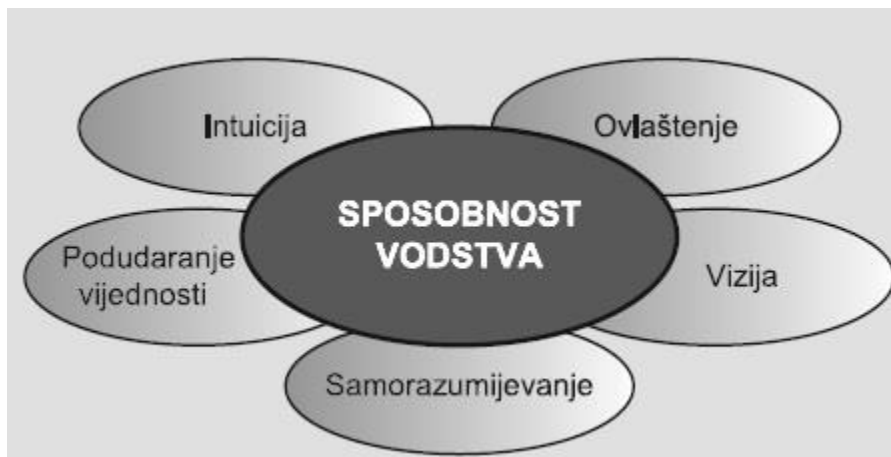 Intuicija
Ovlaštenje
SPOSOBNOST
VODSTVA
Podudaranje
vijednosti
Vizija
Samorazumijevanje